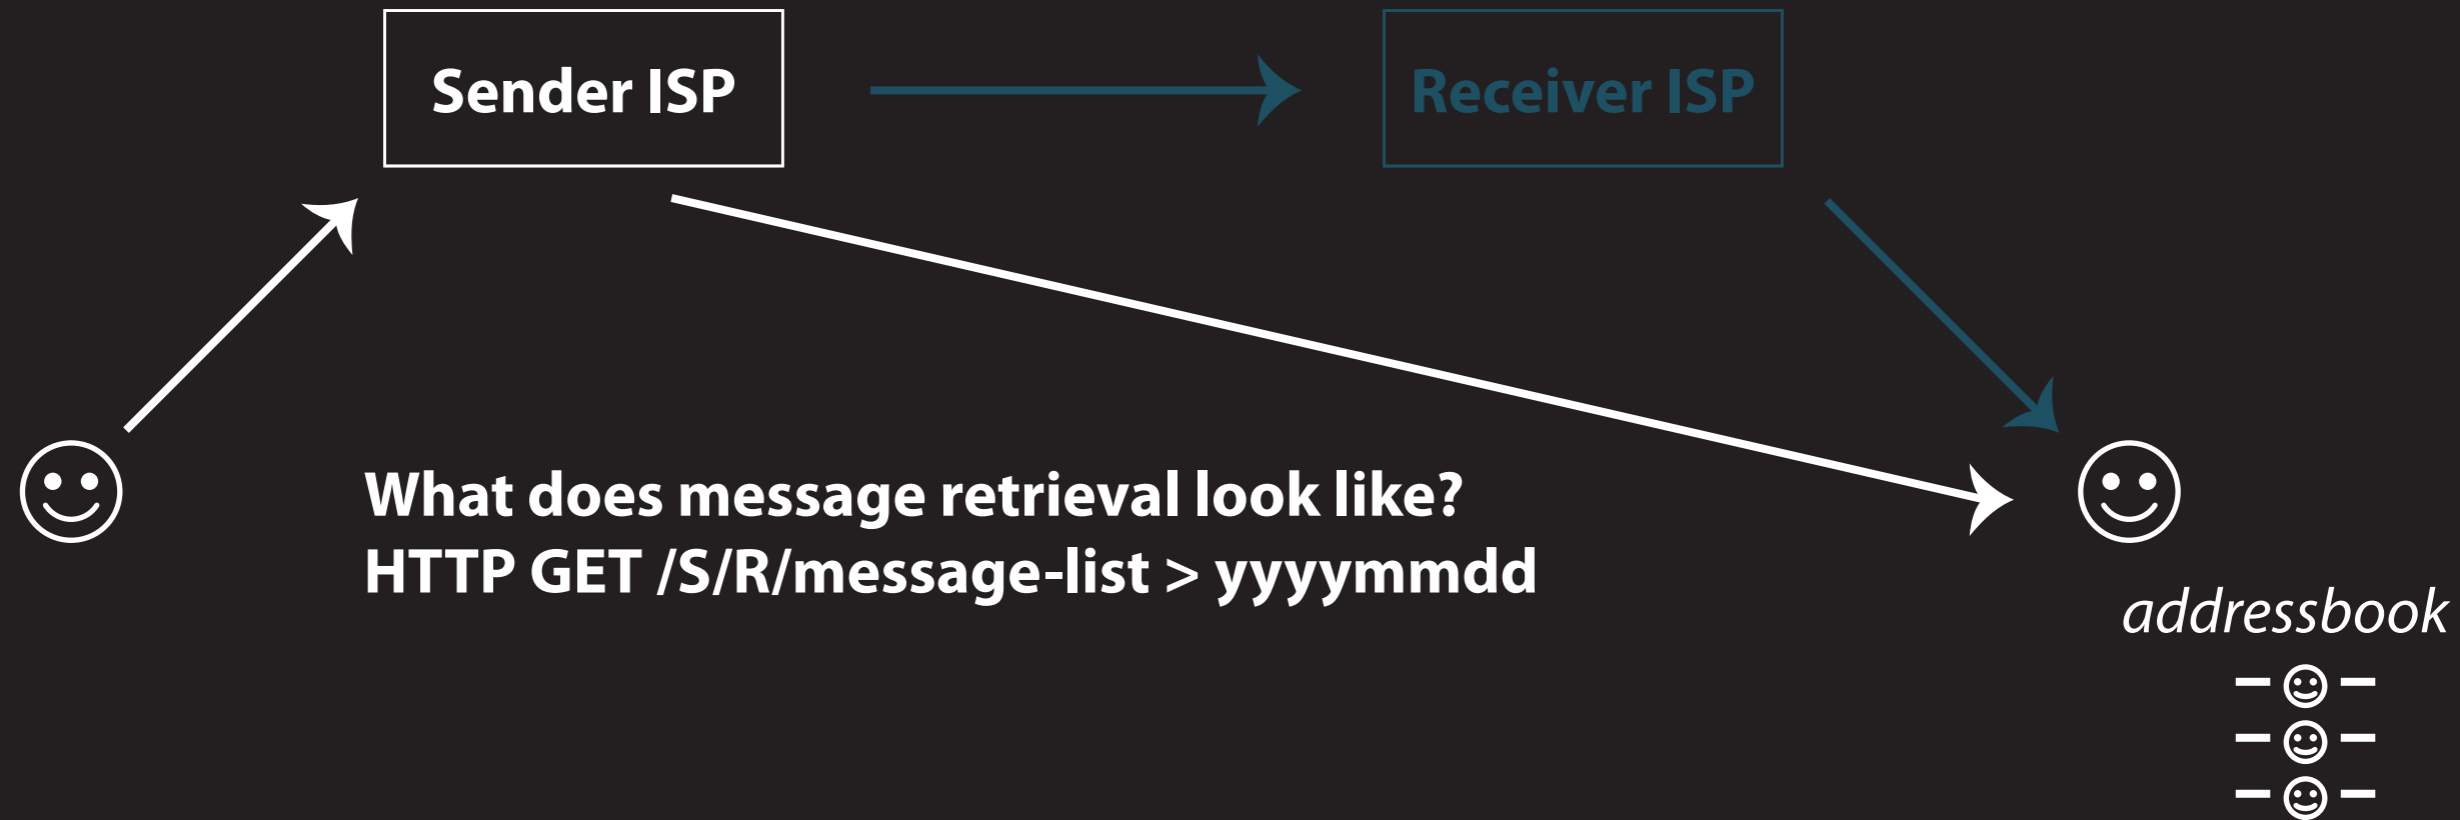 Sender ISP
Receiver ISP
What does message retrieval look like?
HTTP GET /S/R/message-list > yyyymmdd
addressbook